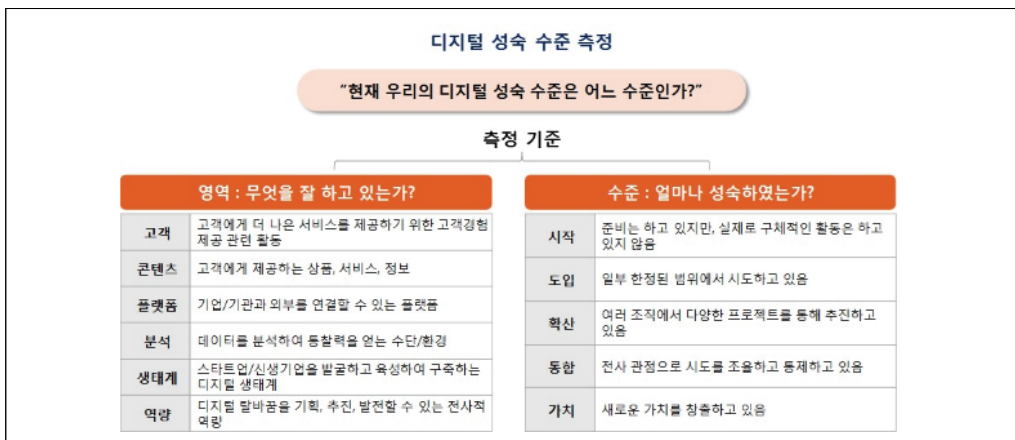 디지털 성숙 수준 측정
"현재 우리의 디지털 성숙 수준은 어느 수준인가?"
측정 기준
영역 : 무엇을 잘 하고 있는가?
고객
고객에게 더 나은 서비스를 제공하기 위한 고객경험
제공 관련 활동
콘텐츠
고객에게 제공하는 상품, 서비스, 정보
플랫폼
기업/기관과 외부를 연결할 수 있는 플랫폼
분석
데이터를 분석하여 통찰력을 얻는 수단/환경
생태계
스타트업/신생기업을 발굴하고 육성하여 구축하는
디지털 생태계
역량
디지털 탈바꿈을 기획, 추진, 발전할 수 있는 전사적
역량
수준 : 얼마나 성숙하였는가?
시작
준비는 하고 있지만, 실제로 구체적인 활동은 하고
있지 않음
도입
일부 한정된 범위에서 시도하고 있음
확산
여러 조직에서 다양한 프로젝트를 통해 추진하고
있음
통합
전사 관점으로 시도를 조율하고 통제하고 있음
가치
새로운 가치를 창출하고 있음